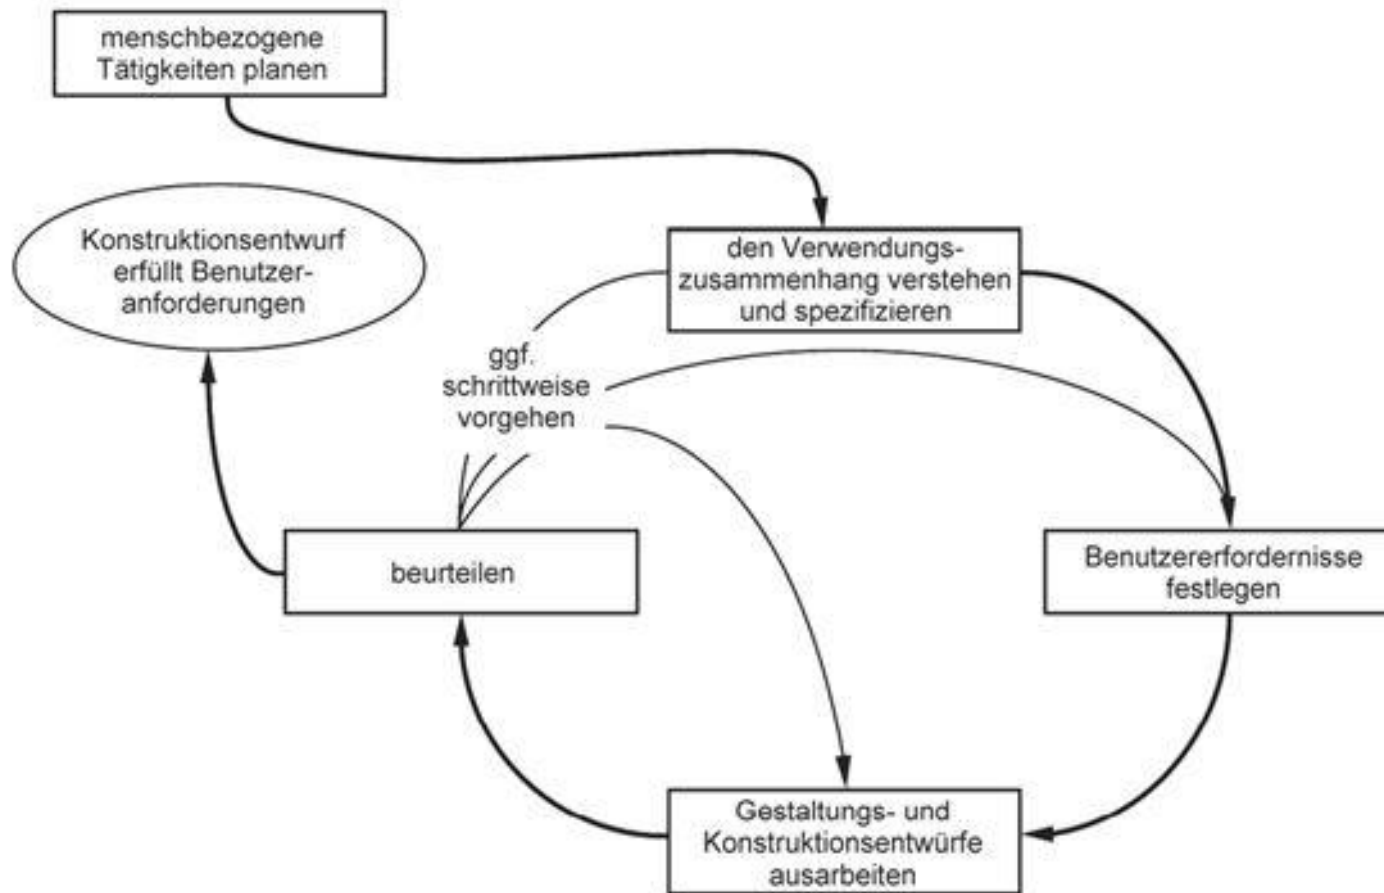 menschbezogene
Tätigkeiten planen
Konstruktionsentwurf
erfüllt Benutzer-
anforderungen
den Verwendungs-
zusammenhang verstehen
und spezifizieren
ggf.
schrittweise
vorgehen
beurteilen
Benutzererfordernisse
festlegen
Gestaltungs- und
Konstruktionsentwürfe
ausarbeiten